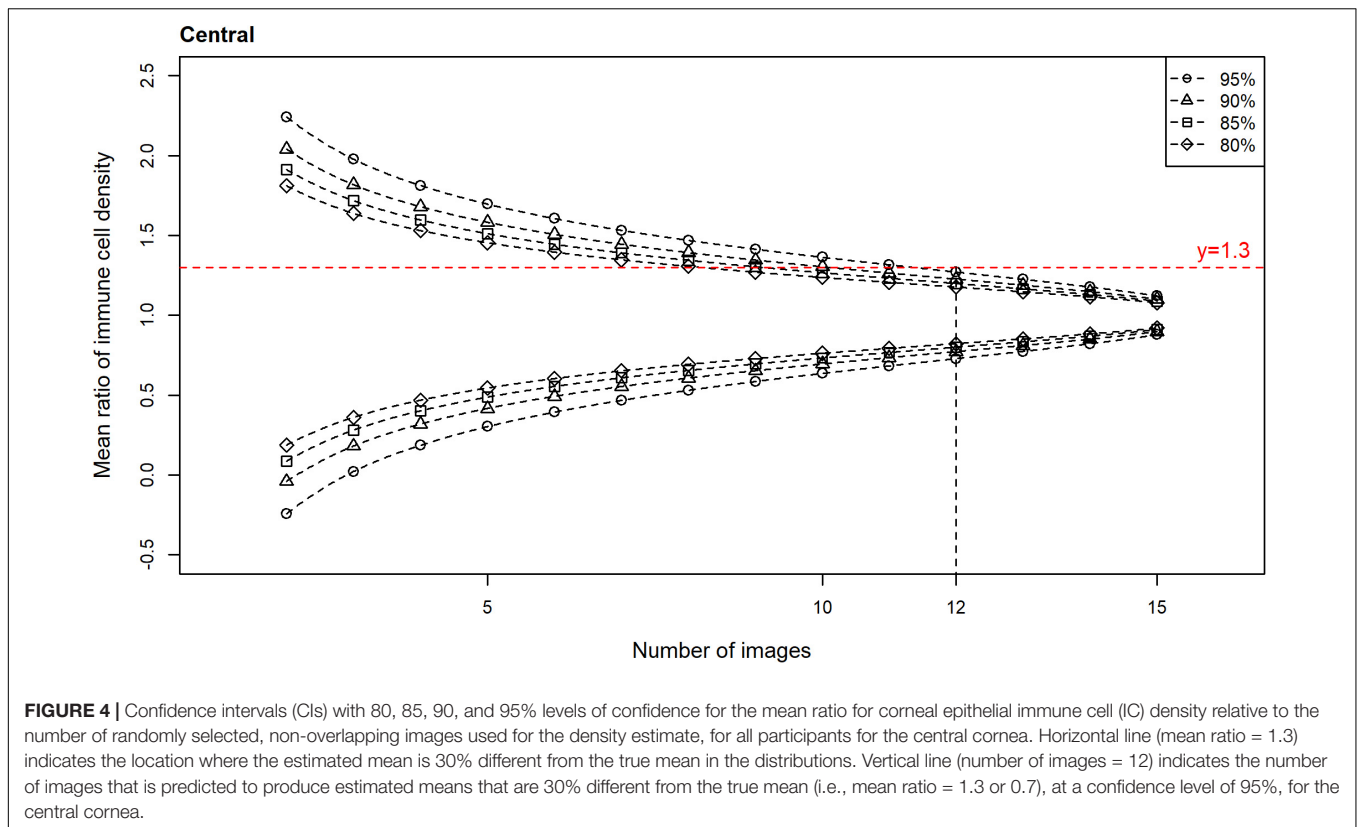 Central
95%
90%
85%
80%
y=1.3
2.5
2.0
1.5
1.0
0.5
0.0
-0.5
Mean ratio of immune cell density
5
10
12
15
Number of images
FIGURE 4 | Confidence intervals (CIs) with 80, 85, 90, and 95% levels of confidence for the mean ratio for corneal epithelial immune cell (IC) density relative to the
number of randomly selected, non-overlapping images used for the density estimate, for all participants for the central cornea. Horizontal line (mean ratio = 1.3)
indicates the location where the estimated mean is 30% different from the true mean in the distributions. Vertical line (number of images = 12) indicates the number
of images that is predicted to produce estimated means that are 30% different from the true mean (i.e., mean ratio = 1.3 or 0.7), at a confidence level of 95%, for the
central cornea.